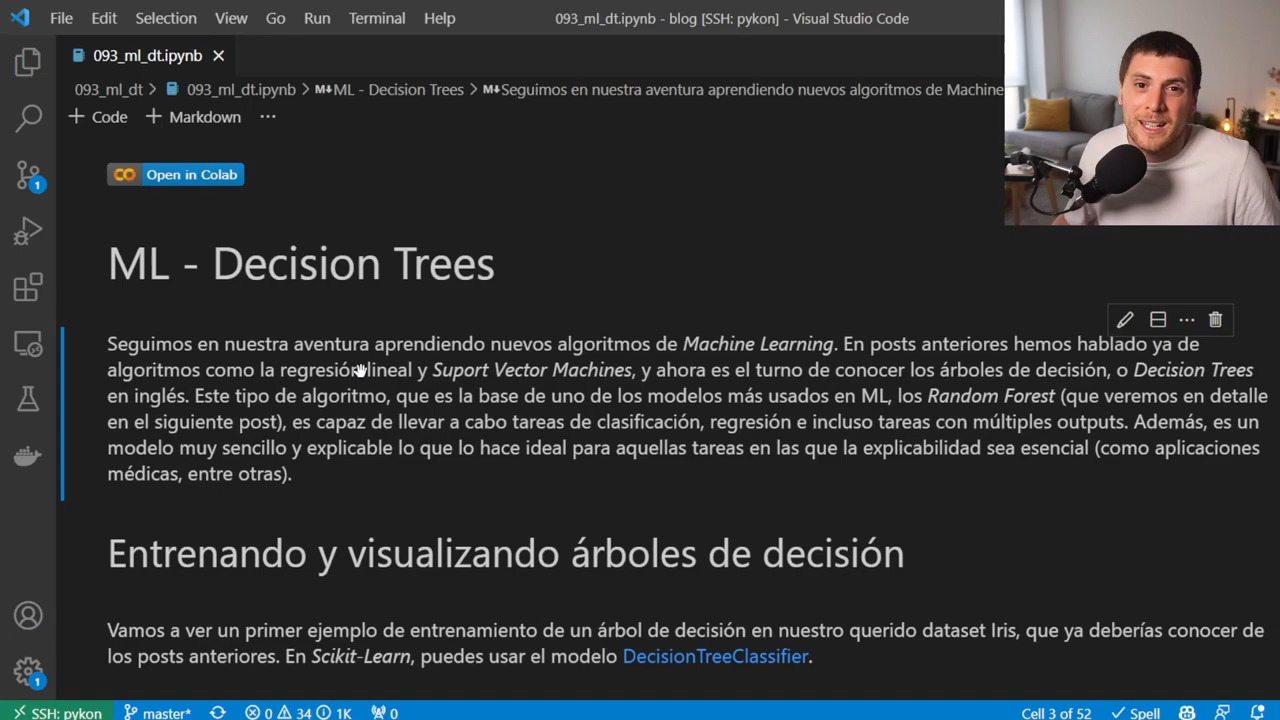 File Edit Selection View Go Run Terminal Help 093_ml_dt.ipynb - blog [SSH: pykon] - Visual Studio Code
093_ml_dt.ipynb
093_ml_dt > 093_ml_dt.ipynb > M↓ML - Decision Trees > M↓Seguimos en nuestra aventura aprendiendo nuevos algoritmos de Machine
+ Code + Markdown ...
Open in Colab
ML - Decision Trees
Seguimos en nuestra aventura aprendiendo nuevos algoritmos de Machine Learning. En posts anteriores hemos hablado ya de
algoritmos como la regresión lineal y Suport Vector Machines, y ahora es el turno de conocer los árboles de decisión, o Decision Trees
en inglés. Este tipo de algoritmo, que es la base de uno de los modelos más usados en ML, los Random Forest (que veremos en detalle
en el siguiente post), es capaz de llevar a cabo tareas de clasificación, regresión e incluso tareas con múltiples outputs. Además, es un
modelo muy sencillo y explicable lo que lo hace ideal para aquellas tareas en las que la explicabilidad sea esencial (como aplicaciones
médicas, entre otras).
Entrenando y visualizando árboles de decisión
Vamos a ver un primer ejemplo de entrenamiento de un árbol de decisión en nuestro querido dataset Iris, que ya deberías conocer de
los posts anteriores. En Scikit-Learn, puedes usar el modelo DecisionTreeClassifier.
1
1
SSH: pykon master* 0 34 1K 0 Cell 3 of 52 Spell